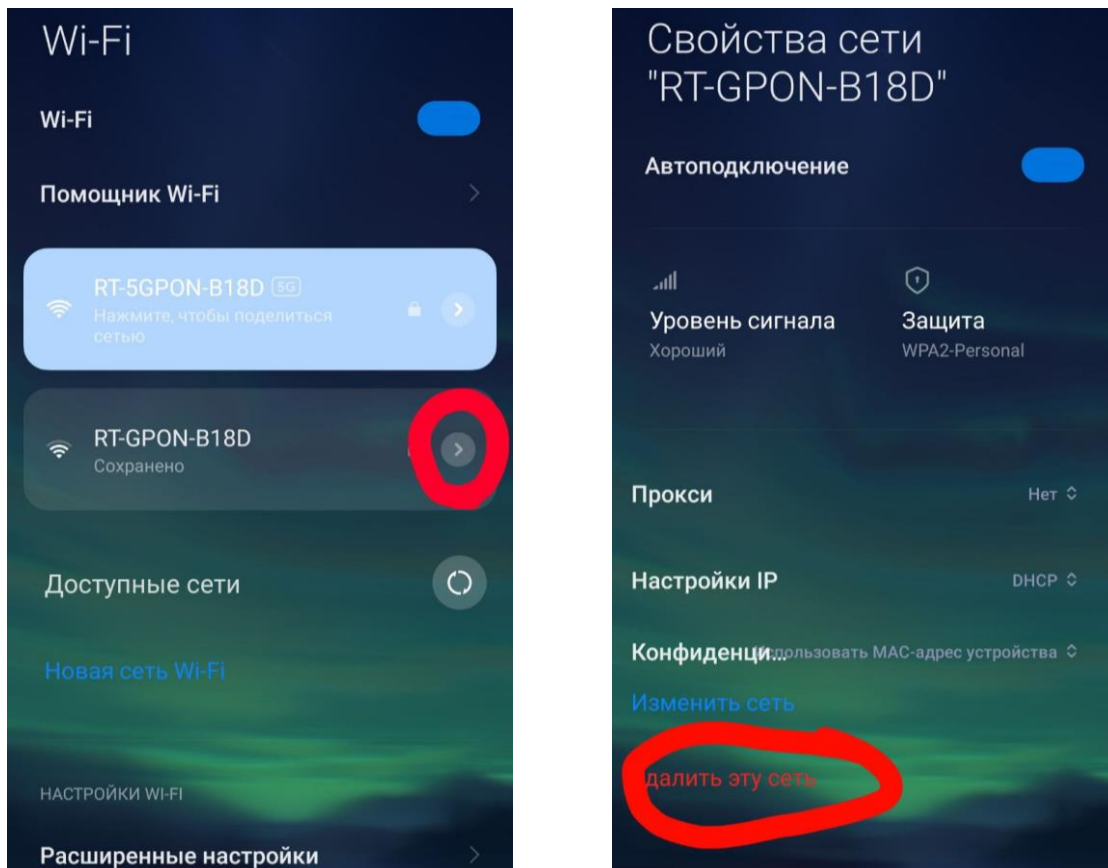 Wi-Fi
Wi-Fi
Помощник Wi-Fi
RT-5GPON-B18D 5G
Нажмите, чтобы поделиться
сетью
RT-GPON-B18D
Сохранено
Доступные сети
Новая сеть Wi-Fi
НАСТРОЙКИ WI-FI
Расширенные настройки
Свойства сети
"RT-GPON-B18D"
Автоподключение
Уровень сигнала
Хороший
Защита
WPA2-Personal
Прокси
Нет
Настройки IP
DHCP
Конфиденци... использовать MAC-адрес устройства
Изменить сеть
далить эту сеть